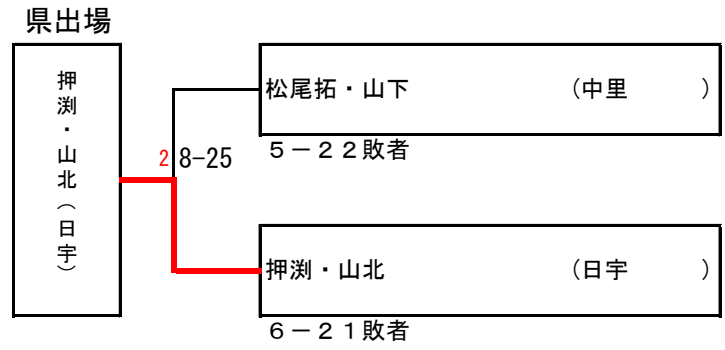 県出場
押渕・山北（日宇）
松尾拓・山下 （中里 ）
５－２２敗者
2 8-25
押渕・山北 （日宇 ）
６－２１敗者